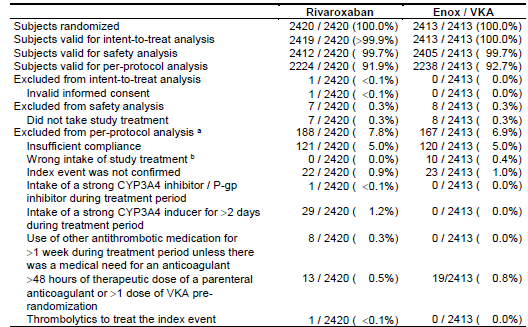 Rivaroxaban Enox / VKA
Subjects randomized 2420 / 2420 (100.0%) 2413 / 2413 (100.0%)
Subjects valid for intent-to-treat analysis 2419 / 2420 (>99.9%) 2413 / 2413 (100.0%)
Subjects valid for safety analysis 2412 / 2420 ( 99.7%) 2405 / 2413 ( 99.7%)
Subjects valid for per-protocol analysis 2224 / 2420 ( 91.9%) 2238 / 2413 ( 92.7%)
Excluded from intent-to-treat analysis 1 / 2420 ( <0.1%) 0 / 2413 ( 0.0%)
Invalid informed consent 1 / 2420 ( <0.1%) 0 / 2413 ( 0.0%)
Excluded from safety analysis 7 / 2420 ( 0.3%) 8 / 2413 ( 0.3%)
Did not take study treatment 7 / 2420 ( 0.3%) 8 / 2413 ( 0.3%)
Excluded from per-protocol analysis a 188 / 2420 ( 7.8%) 167 / 2413 ( 6.9%)
Insufficient compliance 121 / 2420 ( 5.0%) 120 / 2413 ( 5.0%)
Wrong intake of study treatment b 0 / 2420 ( 0.0%) 10 / 2413 ( 0.4%)
Index event was not confirmed 22 / 2420 ( 0.9%) 23 / 2413 ( 1.0%)
Intake of a strong CYP3A4 inhibitor / P-gp 1 / 2420 ( <0.1%) 0 / 2413 ( 0.0%)
inhibitor during treatment period
Intake of a strong CYP3A4 inducer for >2 days 29 / 2420 ( 1.2%) 0 / 2413 ( 0.0%)
during treatment period
Use of other antithrombotic medication for 8 / 2420 ( 0.3%) 0 / 2413 ( 0.0%)
>1 week during treatment period unless there
was a medical need for an anticoagulant
>48 hours of therapeutic dose of a parenteral 13 / 2420 ( 0.5%) 19/2413 ( 0.8%)
anticoagulant or >1 dose of VKA pre-
randomization
Thrombolytics to treat the index event 1 / 2420 ( <0.1%) 0 / 2413 ( 0.0%)